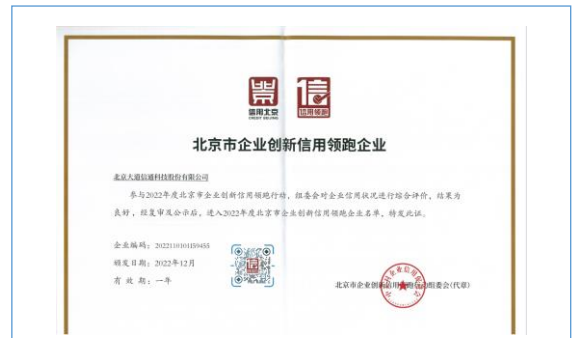 信用北京
CREDIT BEIJING
信
信用领跑
北京市企业创新信用领跑企业
北京大道信通科技股份有限公司
参与2022年度北京市企业创新信用领跑行动，组委会对企业信用状况进行综合评价，结果为
良好，经复审及公示后，进入2022年度北京市企业创新信用领跑企业名单，特发此证。
企业编码：
颁发日期：2022年12月
有 效 期：一年
北京市企业创新信用领跑行动组委会(代章)